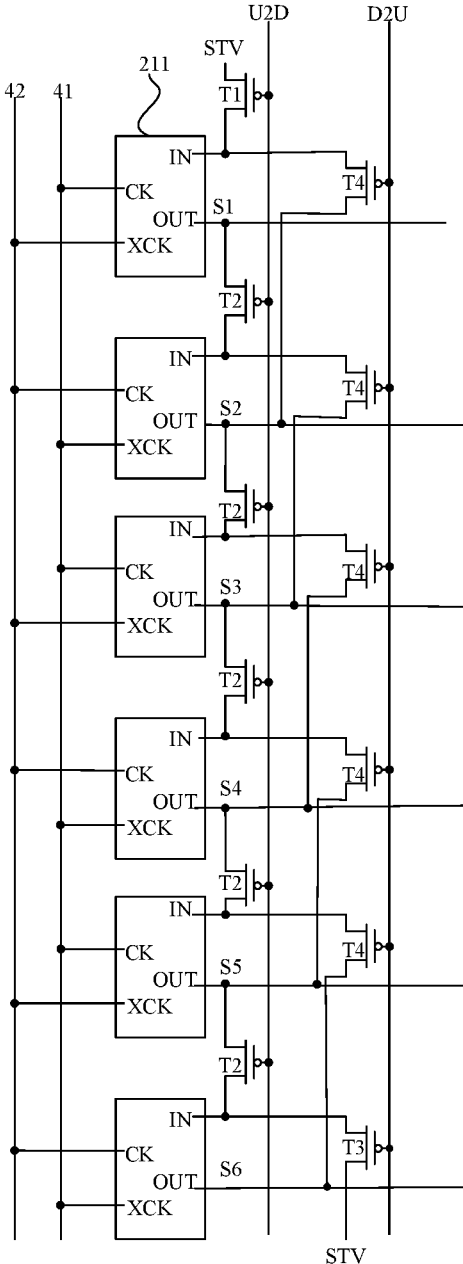 U2D D2U
STV
211
42 41
T1
IN
T4
CK
S1
OUT
XCK
T2
IN
T4
CK
S2
OUT
XCK
T2
IN
T4
CK
S3
OUT
XCK
T2
IN
T4
CK
S4
OUT
XCK
T2
IN
T4
CK
S5
OUT
XCK
T2
IN
T3
CK
S6
OUT
XCK
STV